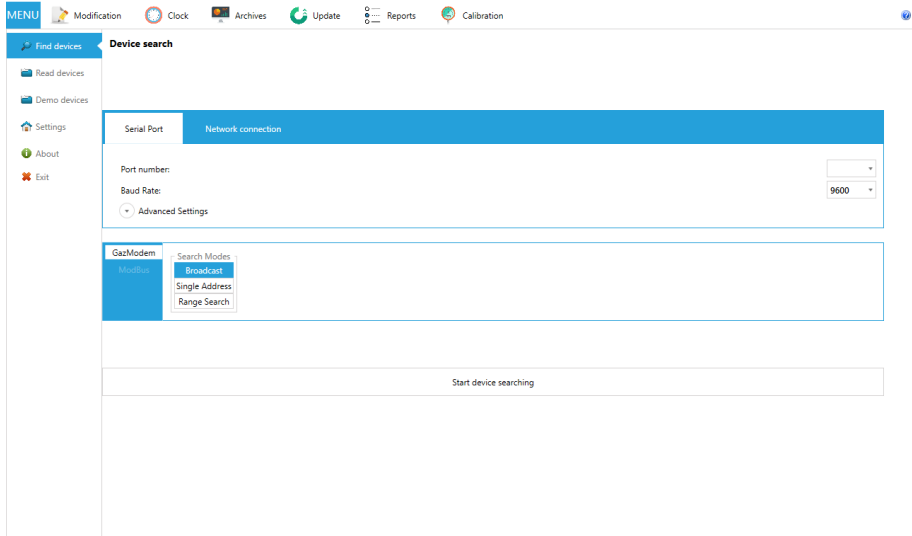 MENU Modification Clock Archives Update Reports Calibration
Find devices
Read devices
Demo devices
Settings
About
Exit
Device search
Serial Port Network connection
Port number:
Baud Rate: 9600
Advanced Settings
GazModem
ModBus
Search Modes
Broadcast
Single Address
Range Search
Start device searching